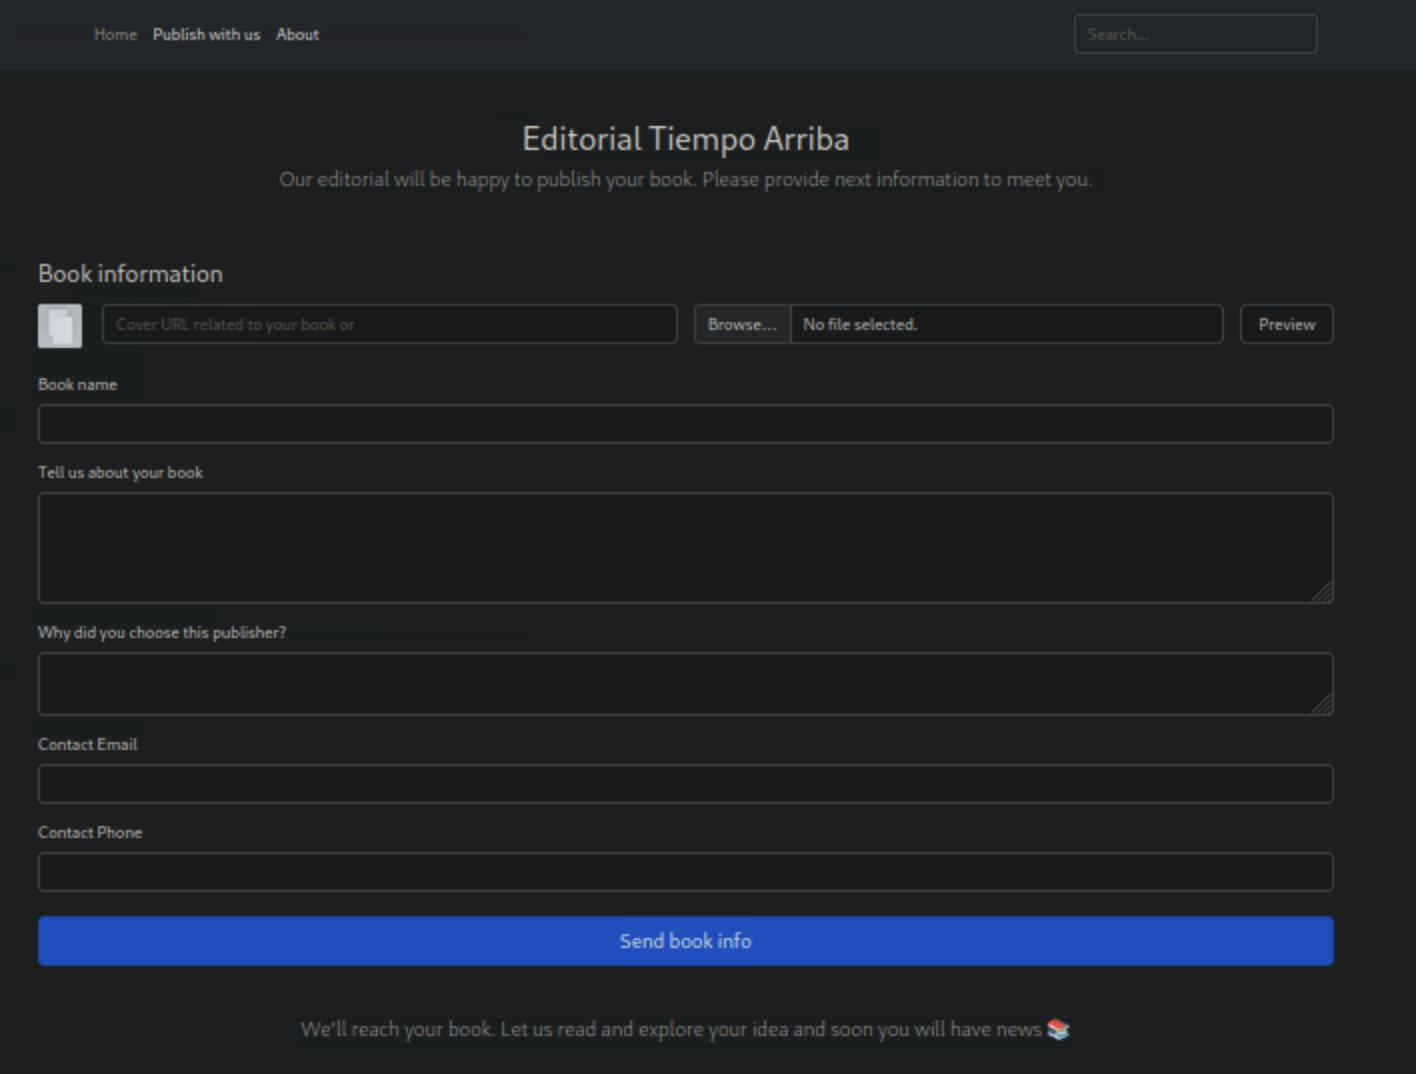 Home Publish with us About Search...
Editorial Tiempo Arriba
Our editorial will be happy to publish your book. Please provide next information to meet you.
Book information
Cover URL related to your book or Browse... No file selected. Preview
Book name
Tell us about your book
Why did you choose this publisher?
Contact Email
Contact Phone
Send book info
We'll reach your book. Let us read and explore your idea and soon you will have news 📚